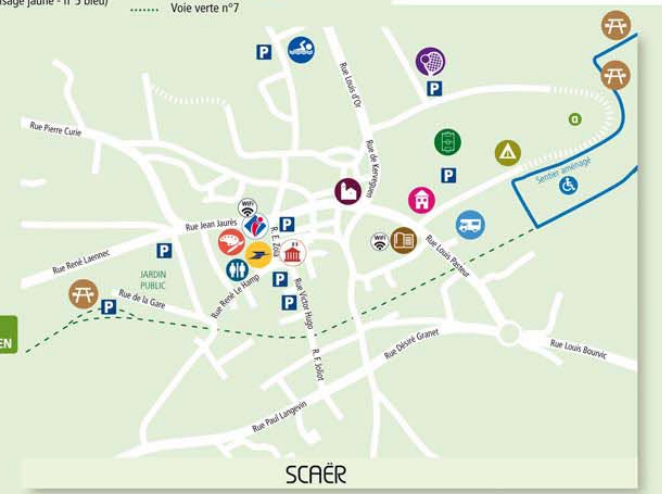 sage jaune - n°5 bleu)
Voie verte n°7
P
P
Rue Louis d'Or
Rue Pierre Curie
Rue de Kerreguen
a
P
Sentier aménagé
WiFi
Rue Jean Jaurès
P
R. E. Zola
WiFi
Rue Louis Pasteur
Rue René Laennec
P
JARDIN
PUBLIC
Rue René Le Hamp
P
P
Rue Victor Hugo
Rue de la Gare
P
EN
R. F. Joliot
Rue Désiré Granet
Rue Louis Bourvic
Rue Paul Langevin
SCAËR